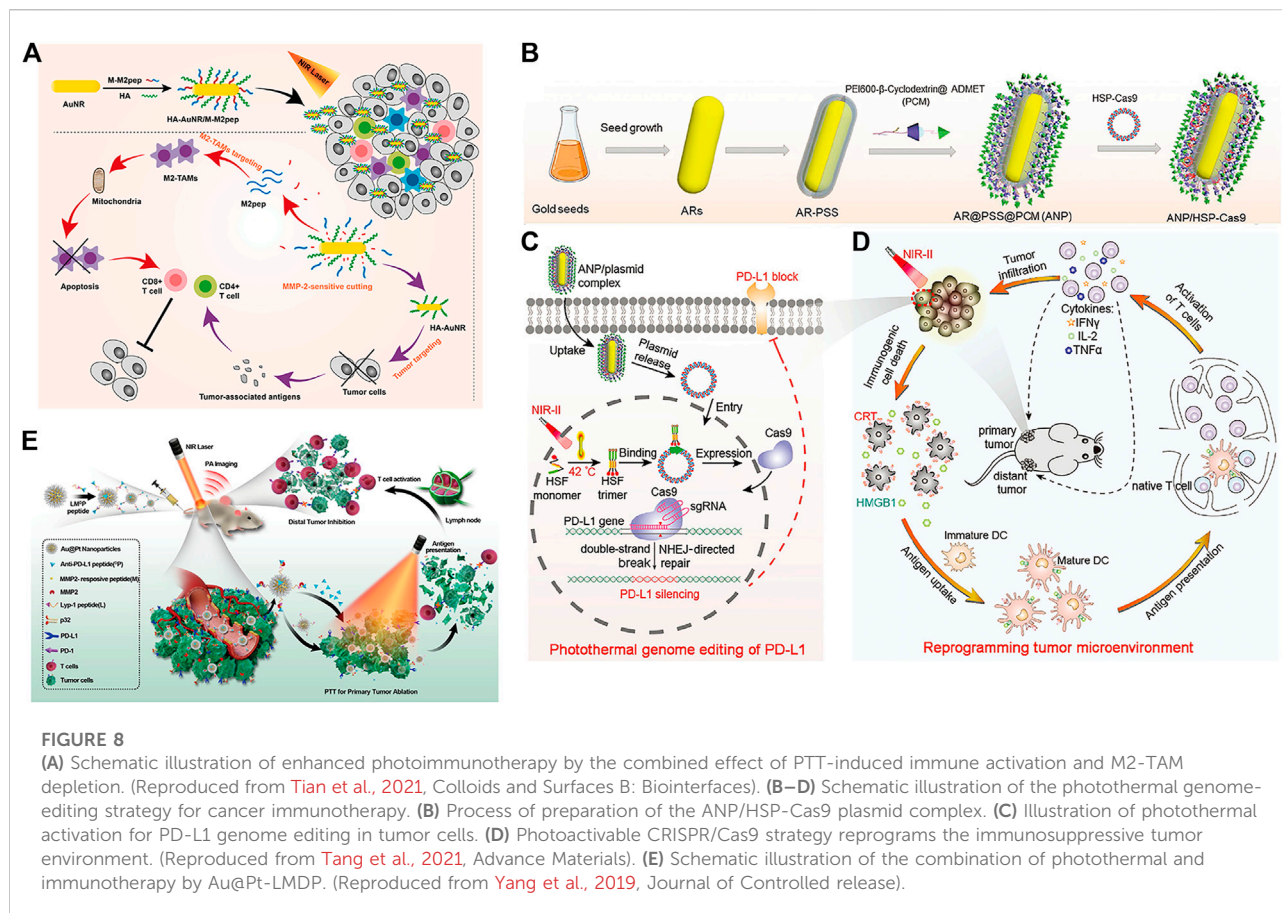 A
M-M2pep
HA
AuNR
HA-AuNR/M-M2pep
NIR Laser
M2-TAMs targeting
M2-TAMs
Mitochondria
M2pep
Apoptosis
CD8+
T cell
CD4+
T cell
MMP-2-sensitive cutting
HA-AuNR
Tumor targeting
Tumor-associated antigens
Tumor cells
B
Seed growth
PEI600-β-Cyclodextrin@ ADMET
(PCM)
HSP-Cas9
Gold seeds
ARs
AR-PSS
AR@PSS@PCM (ANP)
ANP/HSP-Cas9
C
ANP/plasmid
complex
PD-L1 block
Uptake
Plasmid
release
Entry
NIR-II
42 °C
Binding
Expression
Cas9
HSF
monomer
HSF
trimer
Cas9
sgRNA
PD-L1 gene
double-strand
break
NHEJ-directed
repair
PD-L1 silencing
Photothermal genome editing of PD-L1
D
NIR-II
Tumor
infiltration
Cytokines:
IFNγ
IL-2
TNFα
Activation
of T cells
Immunogenic
cell death
CRT
HMGB1
primary
tumor
distant
tumor
native T cell
Antigen
uptake
Immature DC
Mature DC
Antigen presentation
Reprogramming tumor microenvironment
E
NIR Laser
PA Imaging
LMDP
peptide
T cell activation
Distal Tumor Inhibition
Lymph node
Antigen
presentation
Au@Pt Nanoparticles
Anti-PD-L1 peptide(ᴰP)
MMP2- resposive peptide(M)
MMP2
Lyp-1 peptide(L)
p32
PD-L1
PD-1
T cells
Tumor cells
PTT for Primary Tumor Ablation
FIGURE 8
(A) Schematic illustration of enhanced photoimmunotherapy by the combined effect of PTT-induced immune activation and M2-TAM
depletion. (Reproduced from Tian et al., 2021, Colloids and Surfaces B: Biointerfaces). (B–D) Schematic illustration of the photothermal genome-
editing strategy for cancer immunotherapy. (B) Process of preparation of the ANP/HSP-Cas9 plasmid complex. (C) Illustration of photothermal
activation for PD-L1 genome editing in tumor cells. (D) Photoactivable CRISPR/Cas9 strategy reprograms the immunosuppressive tumor
environment. (Reproduced from Tang et al., 2021, Advance Materials). (E) Schematic illustration of the combination of photothermal and
immunotherapy by Au@Pt-LMDP. (Reproduced from Yang et al., 2019, Journal of Controlled release).